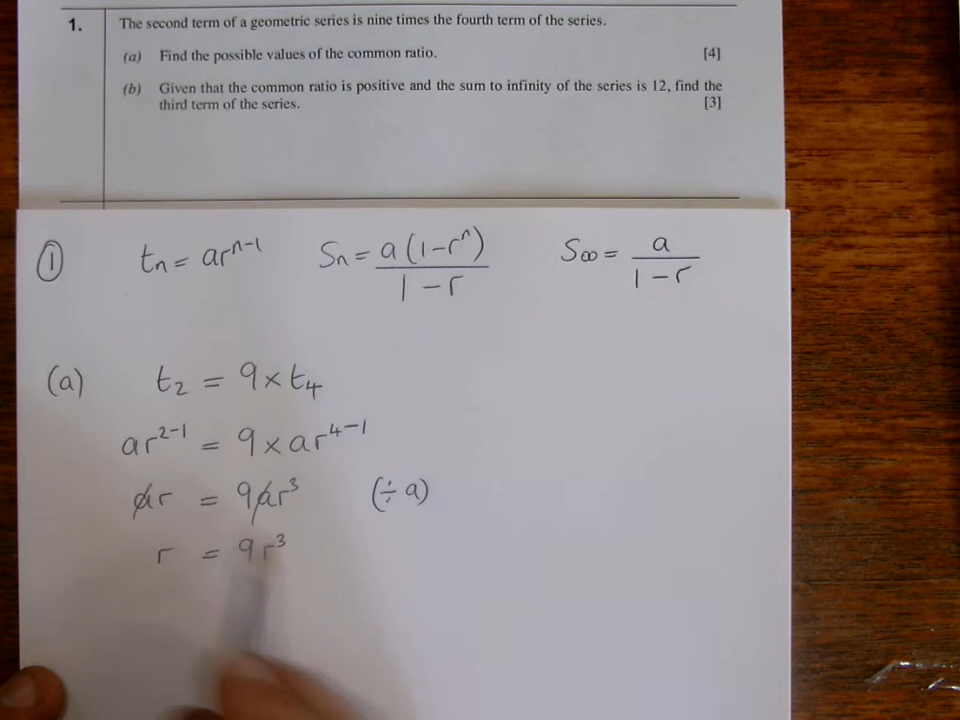 1. The second term of a geometric series is nine times the fourth term of the series.
(a) Find the possible values of the common ratio. [4]
(b) Given that the common ratio is positive and the sum to infinity of the series is 12, find the
third term of the series. [3]
① tₙ = arⁿ⁻¹ Sₙ = a(1-rⁿ)/(1-r) S∞ = a/(1-r)
(a) t₂ = 9 × t₄
ar²⁻¹ = 9 × ar⁴⁻¹
ar = 9ar³ (÷ a)
r = 9r³